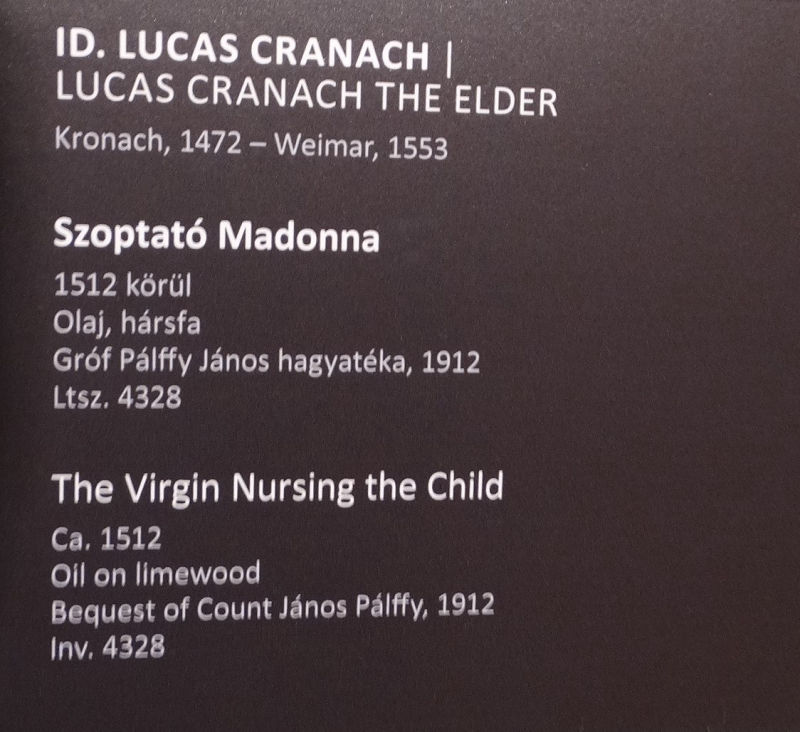 ID. LUCAS CRANACH |
LUCAS CRANACH THE ELDER
Kronach, 1472 – Weimar, 1553
Szoptató Madonna
1512 körül
Olaj, hársfa
Gróf Pálffy János hagyatéka, 1912
Ltsz. 4328
The Virgin Nursing the Child
Ca. 1512
Oil on limewood
Bequest of Count János Pálffy, 1912
Inv. 4328